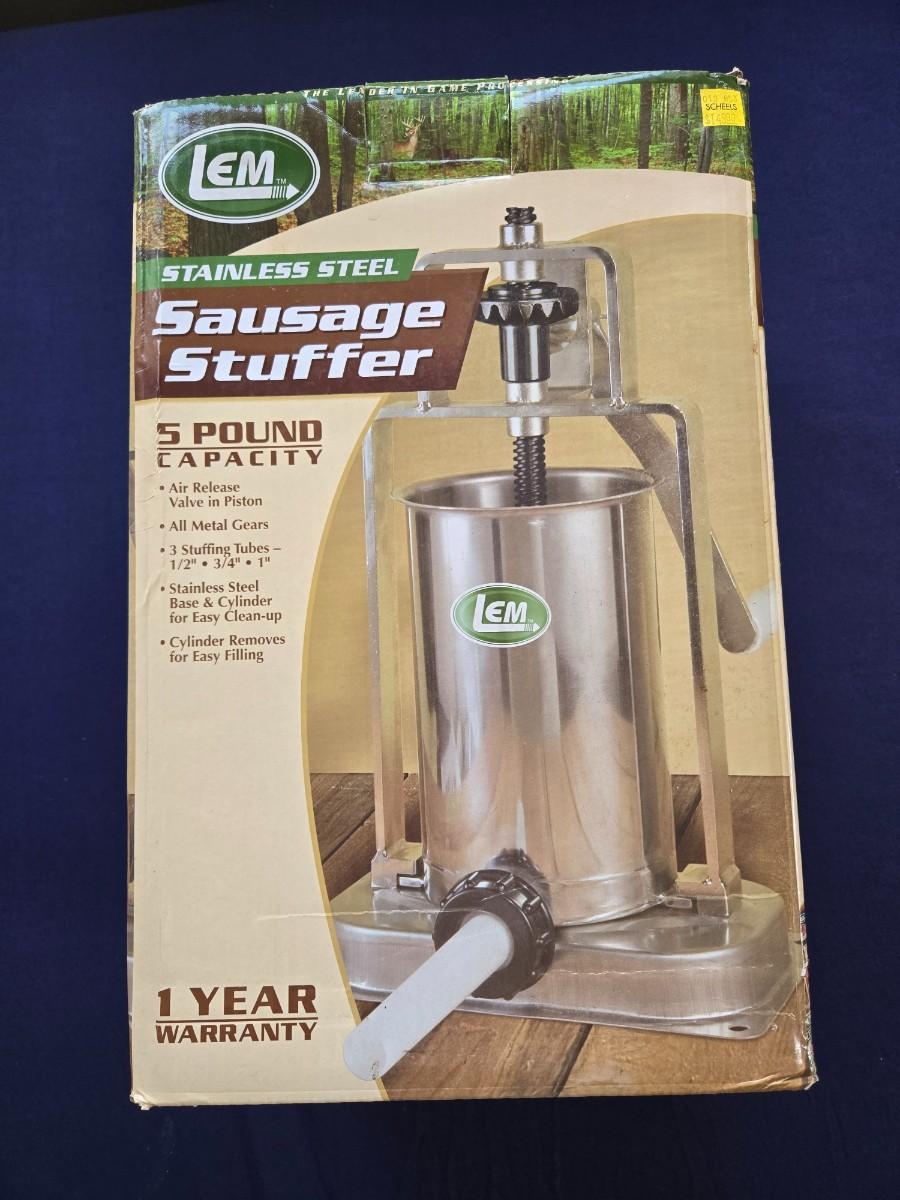 THE LEADER IN GAME PROCESSING
SCHEELS
LEM™
STAINLESS STEEL
Sausage
Stuffer
5 POUND
CAPACITY
• Air Release
Valve in Piston
• All Metal Gears
• 3 Stuffing Tubes –
1/2" • 3/4" • 1"
• Stainless Steel
Base & Cylinder
for Easy Clean-up
• Cylinder Removes
for Easy Filling
LEM™
1 YEAR
WARRANTY